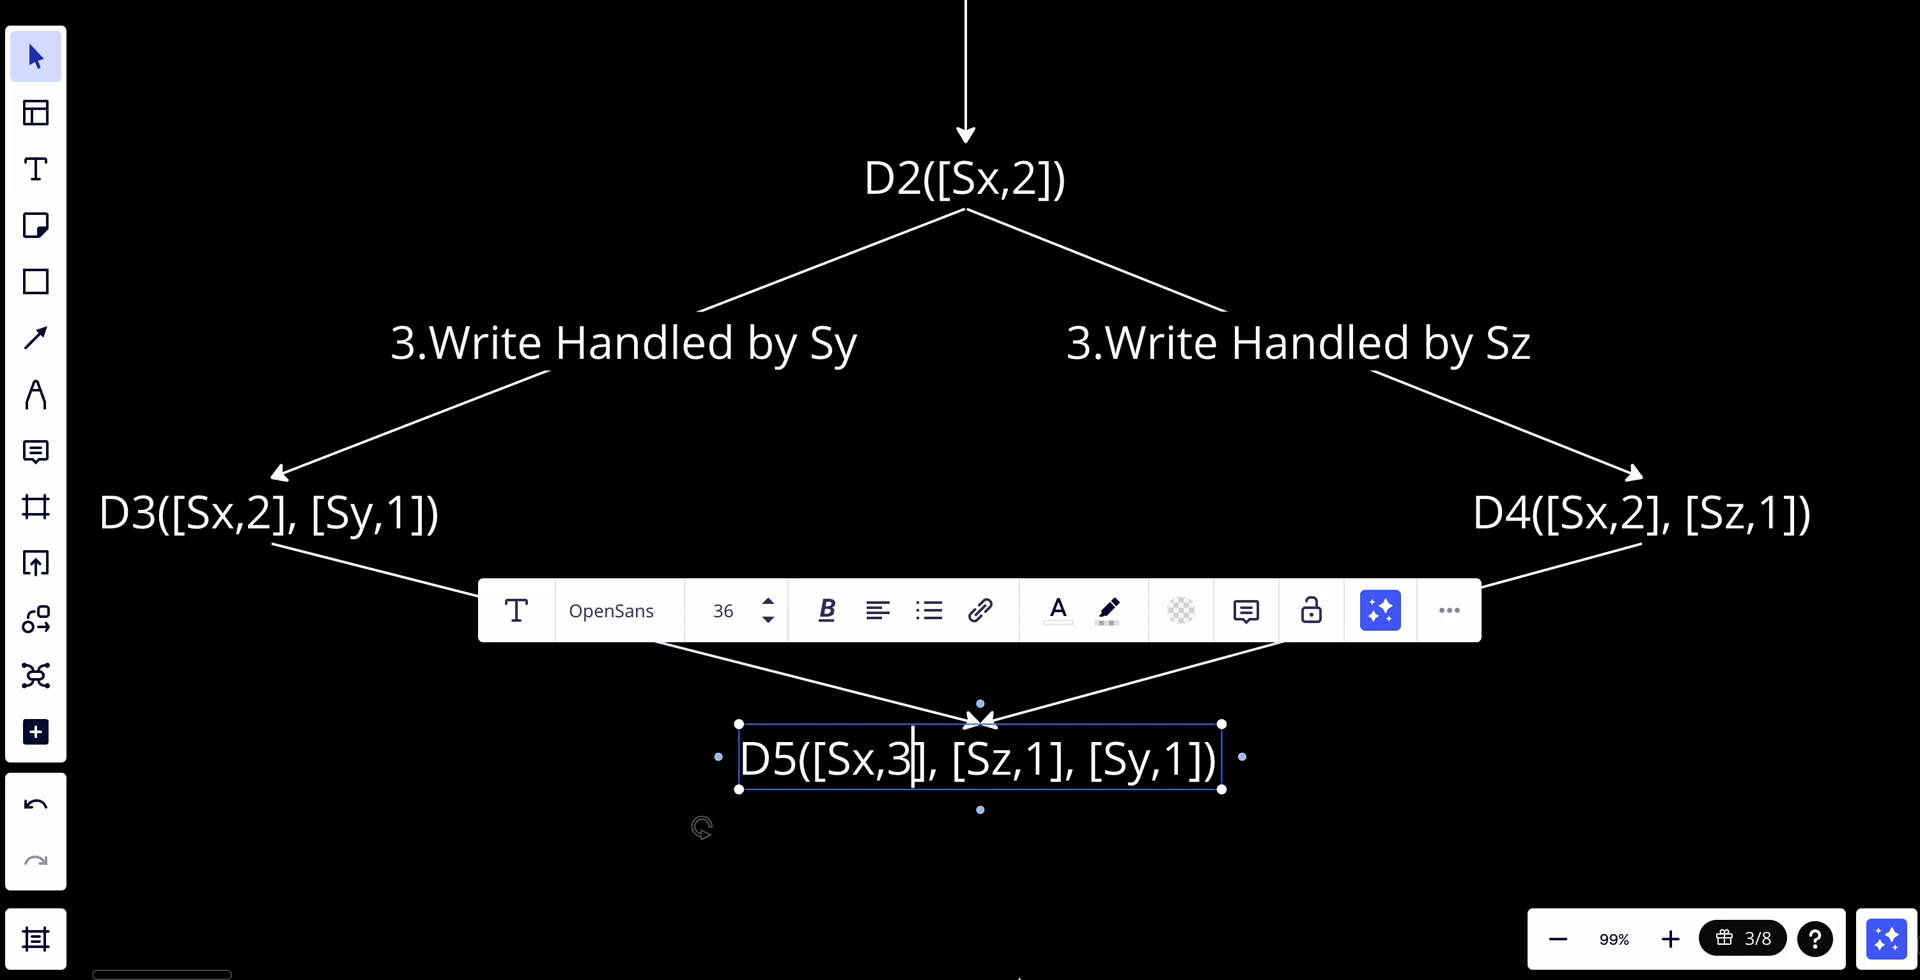 D2([Sx,2])
3.Write Handled by Sy
3.Write Handled by Sz
D3([Sx,2], [Sy,1])
D4([Sx,2], [Sz,1])
OpenSans
36
B
A
D5([Sx,3], [Sz,1], [Sy,1])
99%
3/8
?